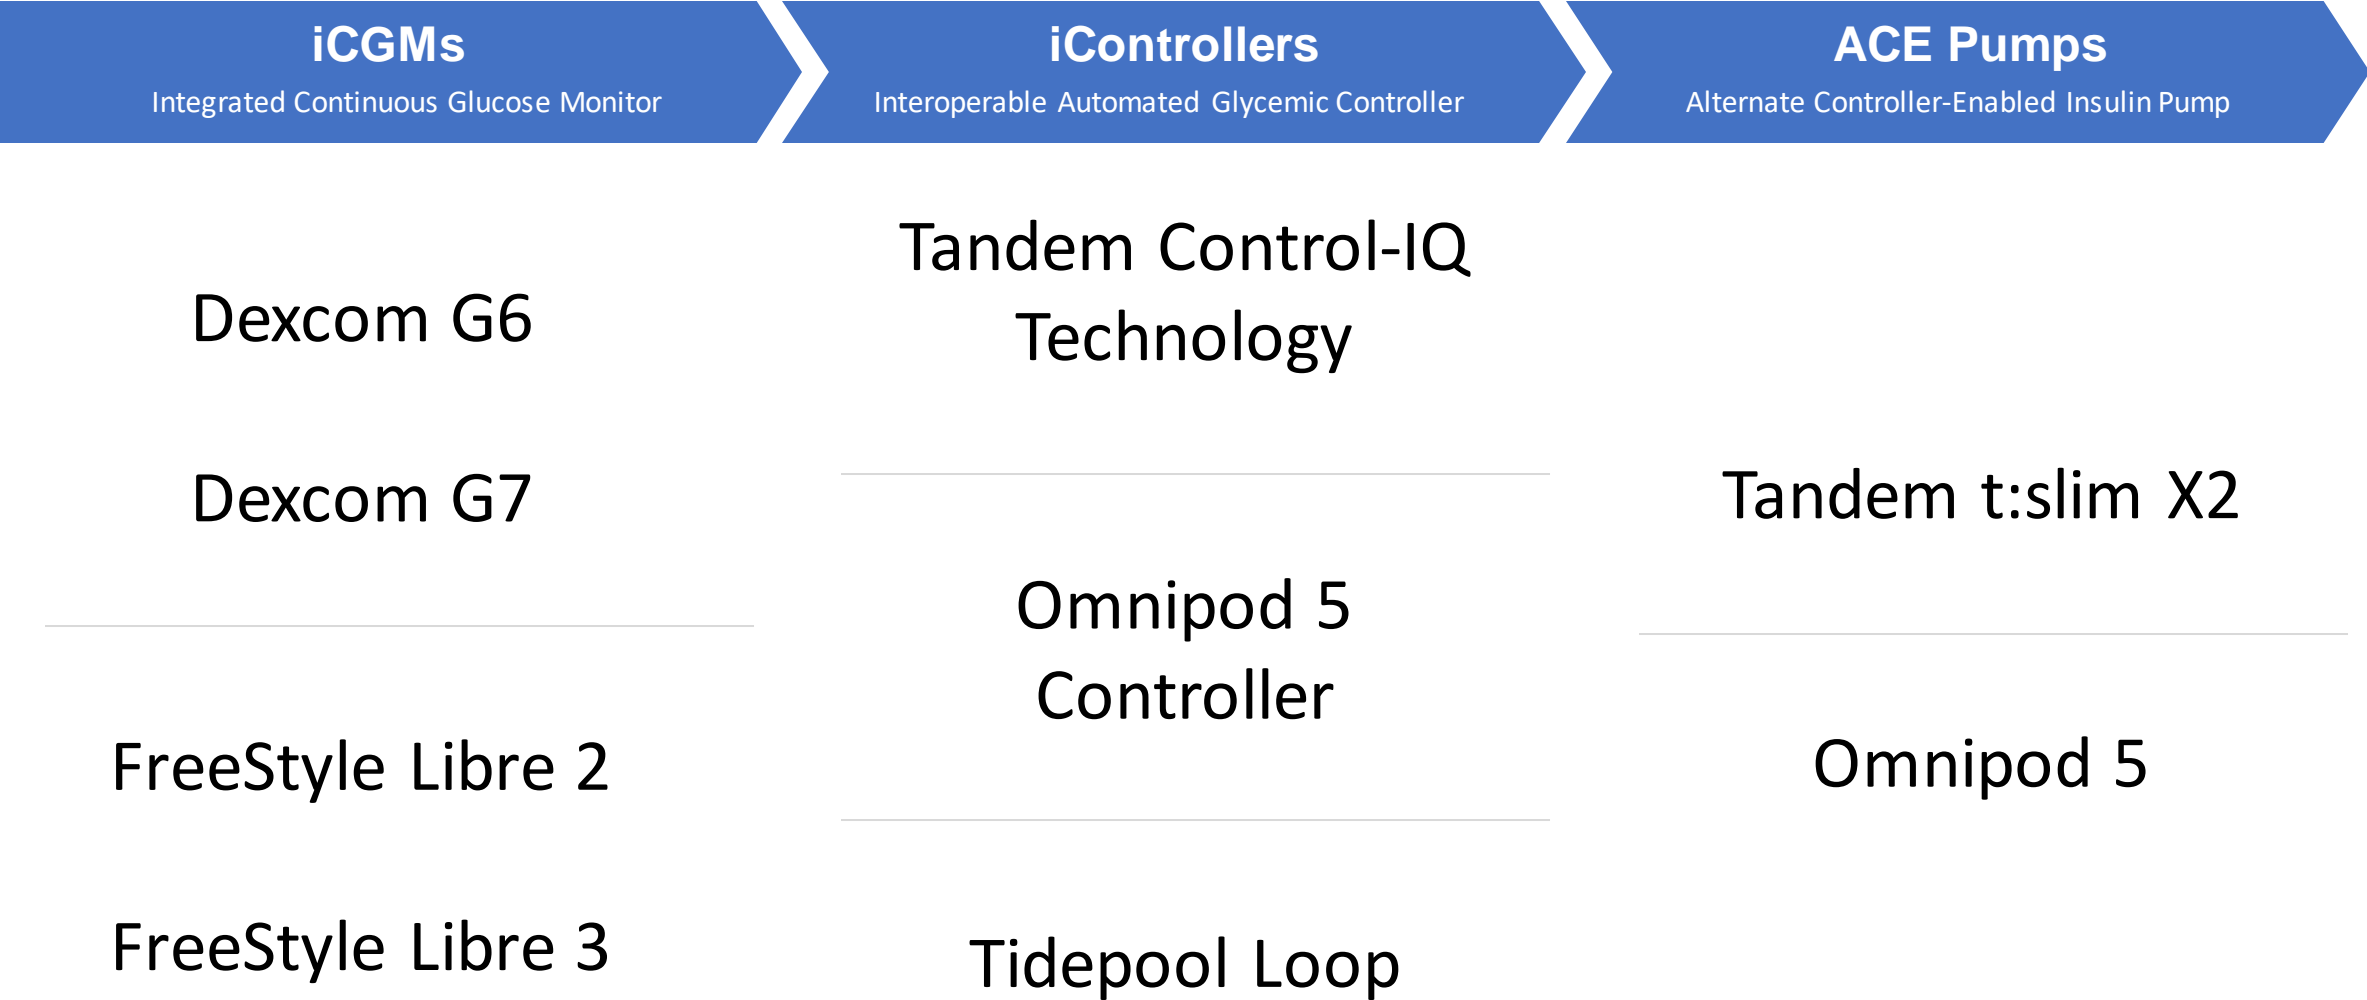 iCGMs
Integrated Continuous Glucose Monitor
Dexcom G6
Dexcom G7
FreeStyle Libre 2
FreeStyle Libre 3
iControllers
Interoperable Automated Glycemic Controller
Tandem Control-IQ
Technology
Omnipod 5
Controller
Tidepool Loop
ACE Pumps
Alternate Controller-Enabled Insulin Pump
Tandem t:slim X2
Omnipod 5